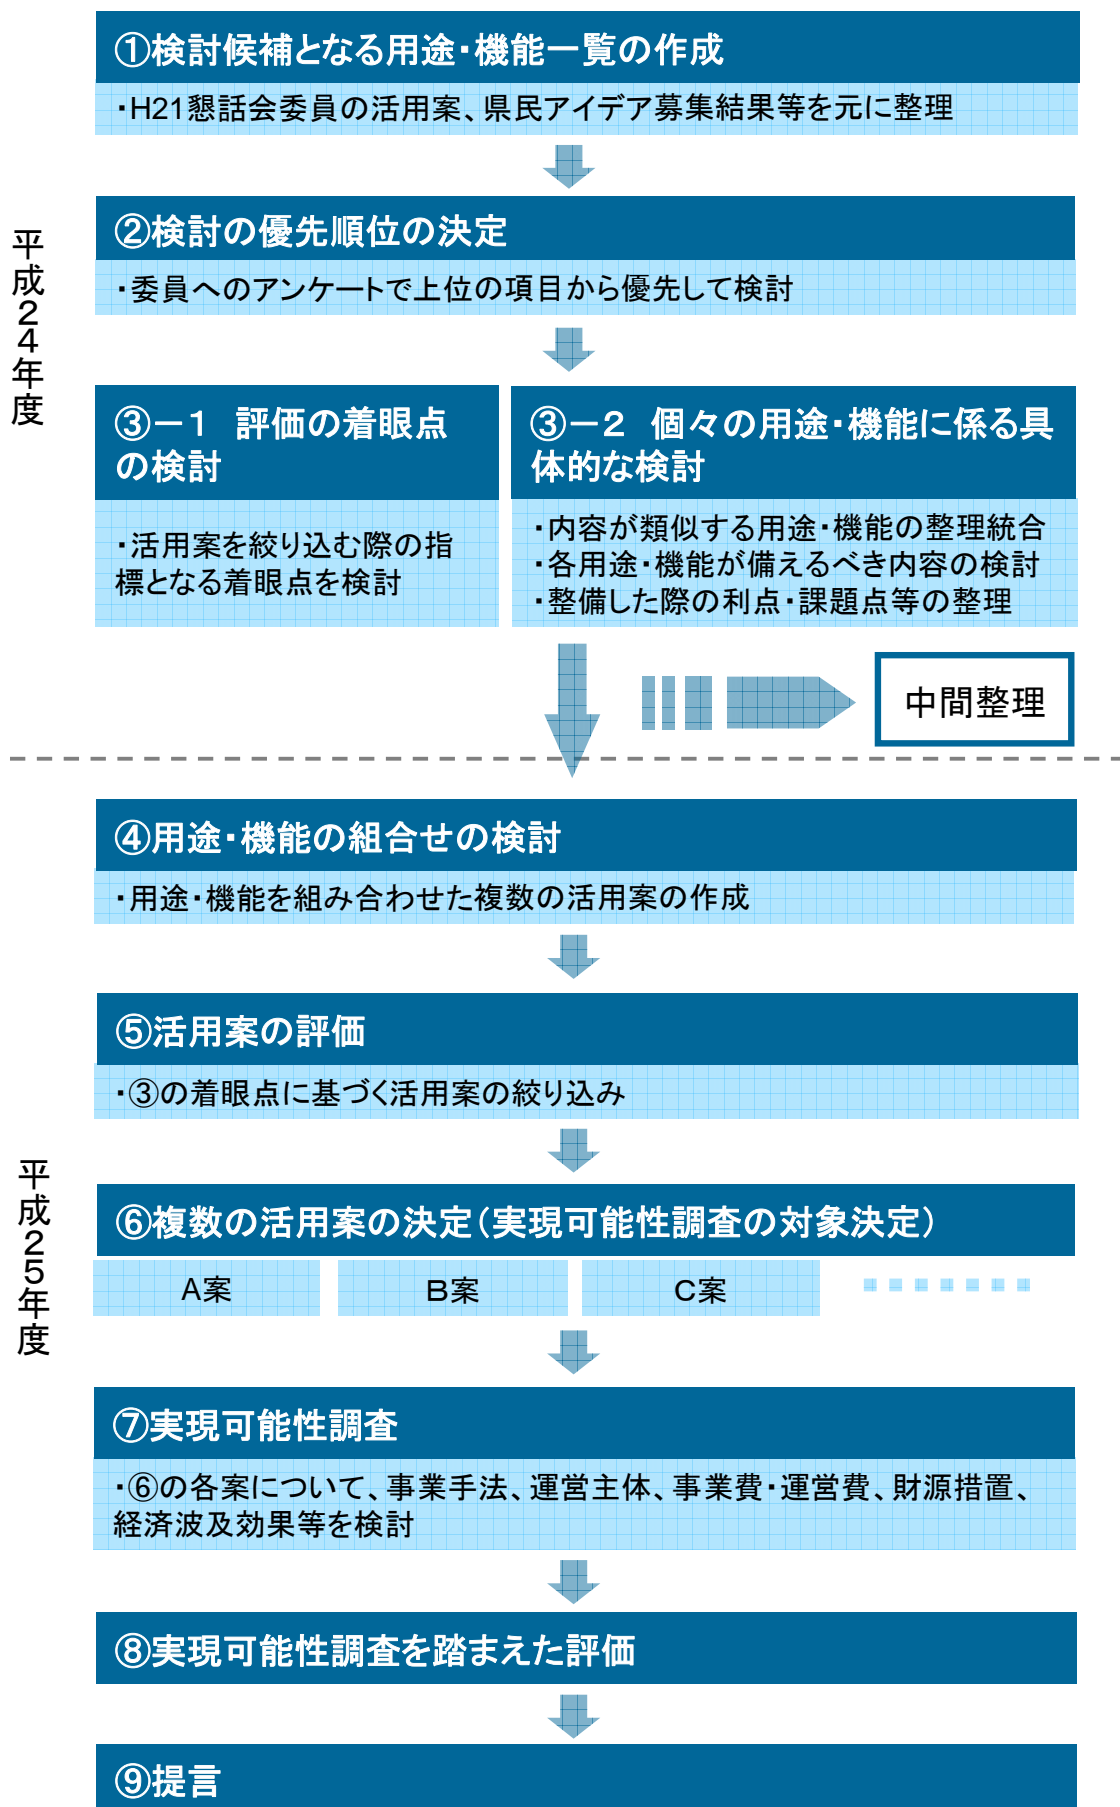 ①検討候補となる用途・機能一覧の作成
・H21懇話会委員の活用案、県民アイデア募集結果等を元に整理
平成24年度
②検討の優先順位の決定
・委員へのアンケートで上位の項目から優先して検討
③－1　評価の着眼点
の検討
・活用案を絞り込む際の指
標となる着眼点を検討
③－２　個々の用途・機能に係る具
体的な検討
・内容が類似する用途・機能の整理統合
・各用途・機能が備えるべき内容の検討
・整備した際の利点・課題点等の整理
中間整理
④用途・機能の組合せの検討
・用途・機能を組み合わせた複数の活用案の作成
⑤活用案の評価
・③の着眼点に基づく活用案の絞り込み
平成２５年度
⑥複数の活用案の決定（実現可能性調査の対象決定）
A案
Ｂ案
Ｃ案
⑦実現可能性調査
・⑥の各案について、事業手法、運営主体、事業費・運営費、財源措置、
経済波及効果等を検討
⑧実現可能性調査を踏まえた評価
⑨提言